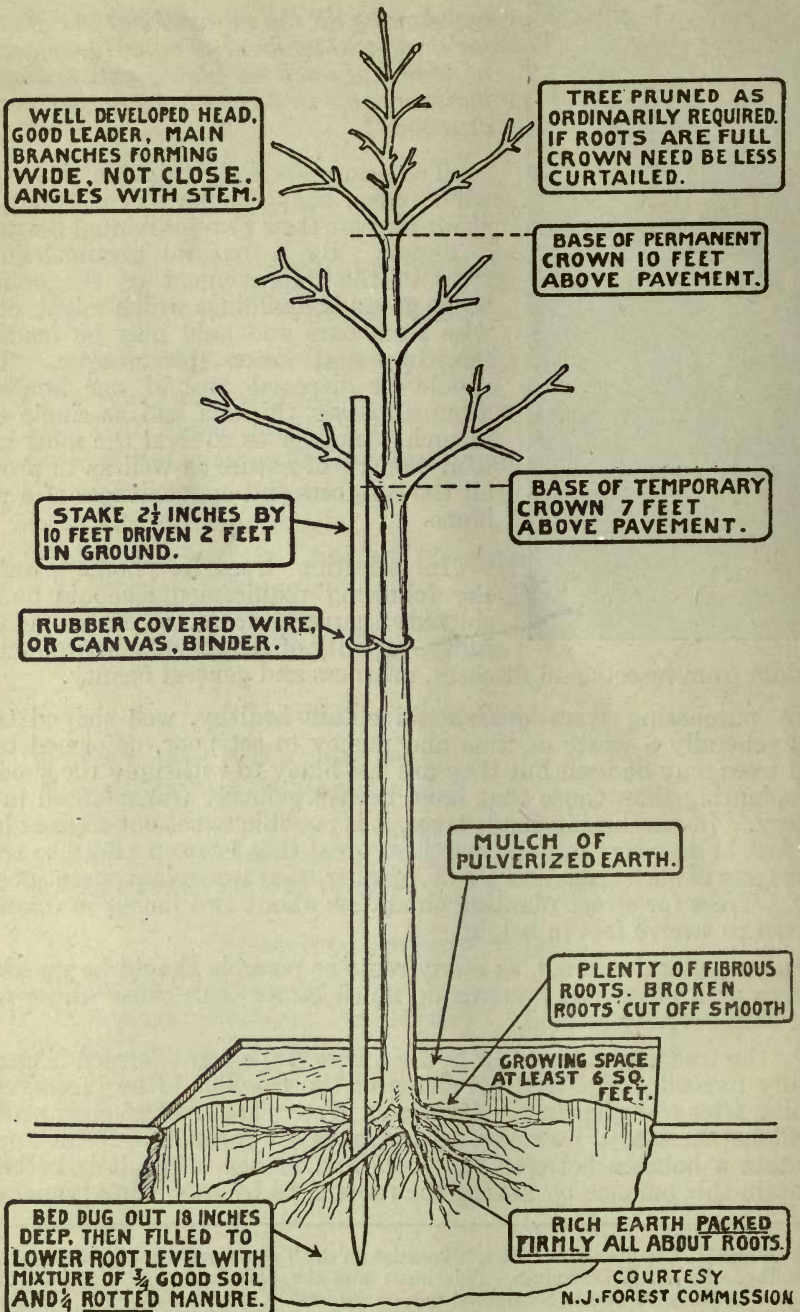 WELL DEVELOPED HEAD,
GOOD LEADER, MAIN
BRANCHES FORMING
WIDE, NOT CLOSE,
ANGLES WITH STEM.
TREE PRUNED AS
ORDINARILY REQUIRED.
IF ROOTS ARE FULL
CROWN NEED BE LESS
CURTAILED.
BASE OF PERMANENT
CROWN 10 FEET
ABOVE PAVEMENT.
BASE OF TEMPORARY
CROWN 7 FEET
ABOVE PAVEMENT.
STAKE 2½ INCHES BY
10 FEET DRIVEN 2 FEET
IN GROUND.
RUBBER COVERED WIRE,
OR CANVAS, BINDER.
MULCH OF
PULVERIZED EARTH.
PLENTY OF FIBROUS
ROOTS. BROKEN
ROOTS CUT OFF SMOOTH
GROWING SPACE
AT LEAST 6 SQ.
FEET.
BED DUG OUT 18 INCHES
DEEP, THEN FILLED TO
LOWER ROOT LEVEL WITH
MIXTURE OF ¾ GOOD SOIL
AND ¼ ROTTED MANURE.
RICH EARTH PACKED
FIRMLY ALL ABOUT ROOTS.
COURTESY
N.J. FOREST COMMISSION